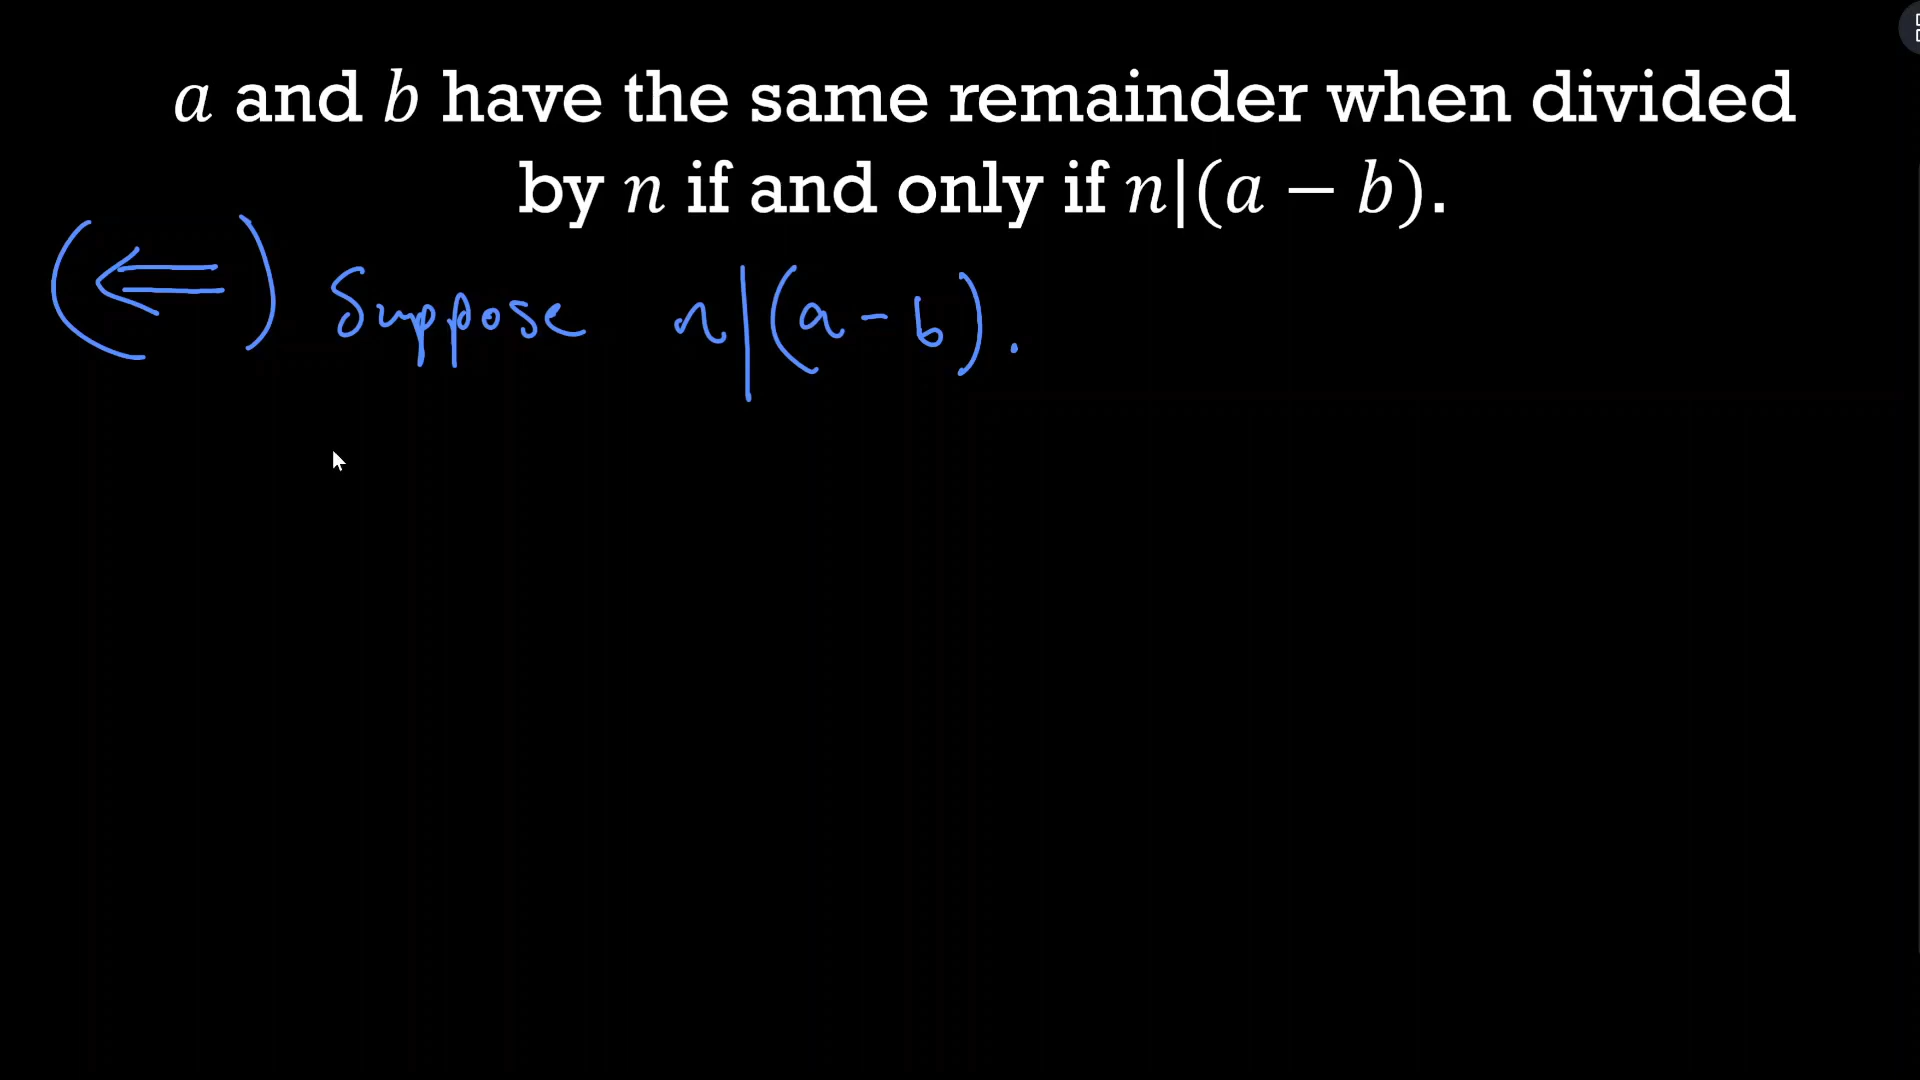 a and b have the same remainder when divided
by n if and only if n|(a − b).
(⟸) Suppose n|(a-b).